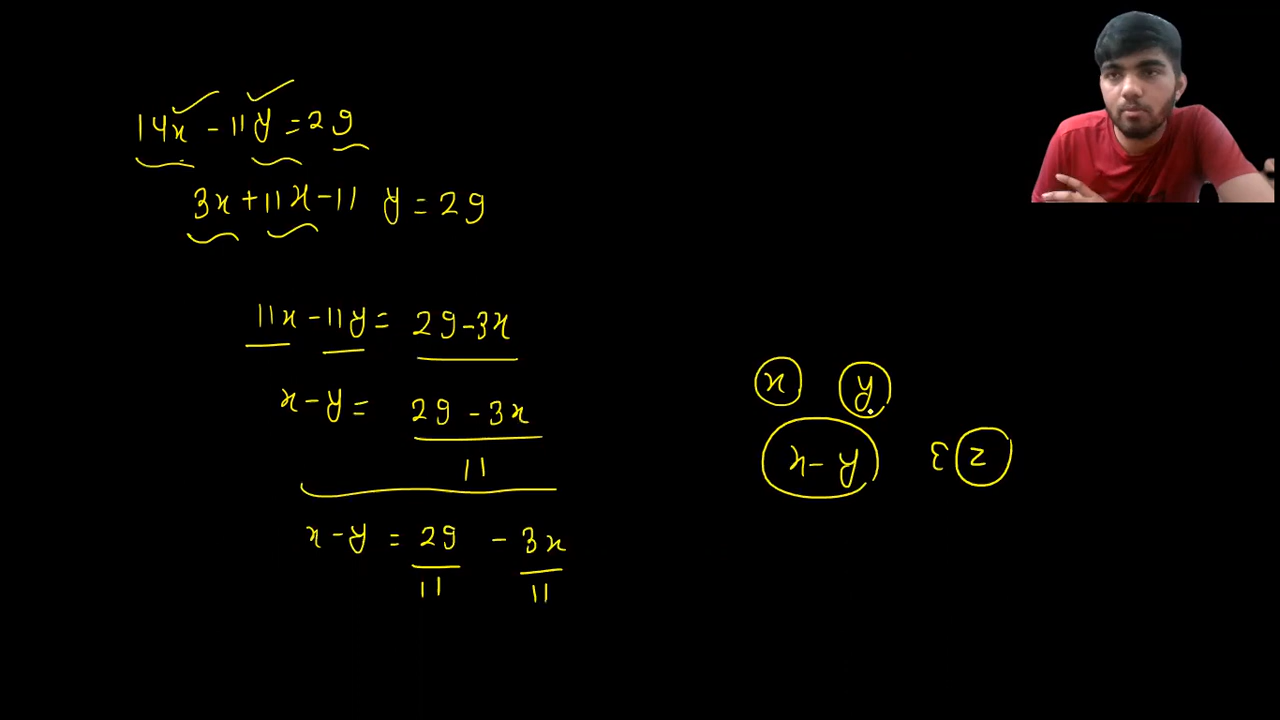 14x - 11y = 29
3x + 11x - 11 y = 29
11x - 11y = 29 - 3x
x - y = 29 - 3x
11
x - y = 29 - 3x
11 11
x y
x - y ε z